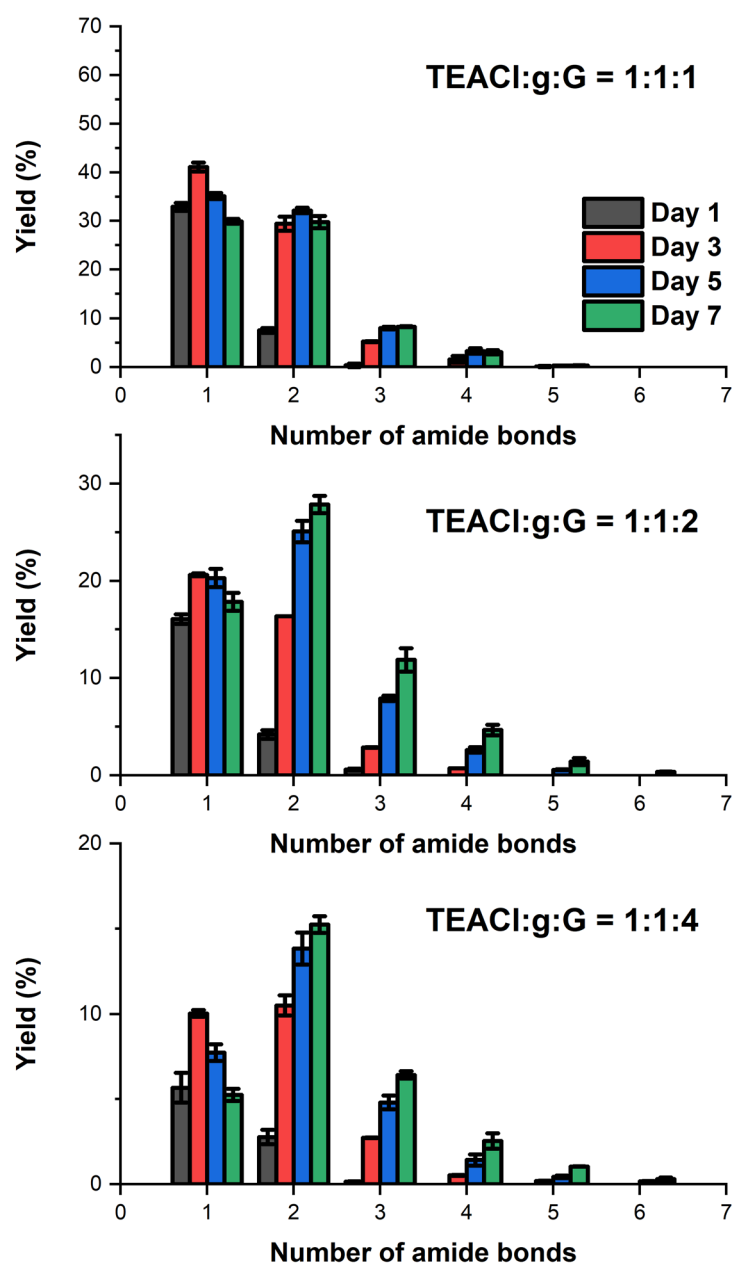 TEACl:g:G = 1:1:1
Yield (%)
70
60
50
40
30
20
10
0
Day 1
Day 3
Day 5
Day 7
0 1 2 3 4 5 6 7
Number of amide bonds
TEACl:g:G = 1:1:2
Yield (%)
30
20
10
0
0 1 2 3 4 5 6 7
Number of amide bonds
TEACl:g:G = 1:1:4
Yield (%)
20
10
0
0 1 2 3 4 5 6 7
Number of amide bonds